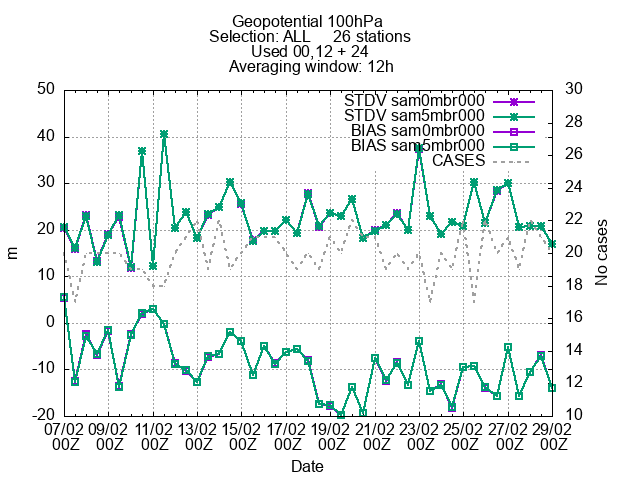 Geopotential 100hPa
Selection: ALL 26 stations
Used 00,12 + 24
Averaging window: 12h
STDV sam0mbr000
STDV sam5mbr000
BIAS sam0mbr000
BIAS sam5mbr000
CASES
50
40
30
20
10
0
-10
-20
m
30
28
26
24
22
20
18
16
14
12
10
No cases
07/02 09/02 11/02 13/02 15/02 17/02 19/02 21/02 23/02 25/02 27/02 29/02
00Z 00Z 00Z 00Z 00Z 00Z 00Z 00Z 00Z 00Z 00Z 00Z
Date